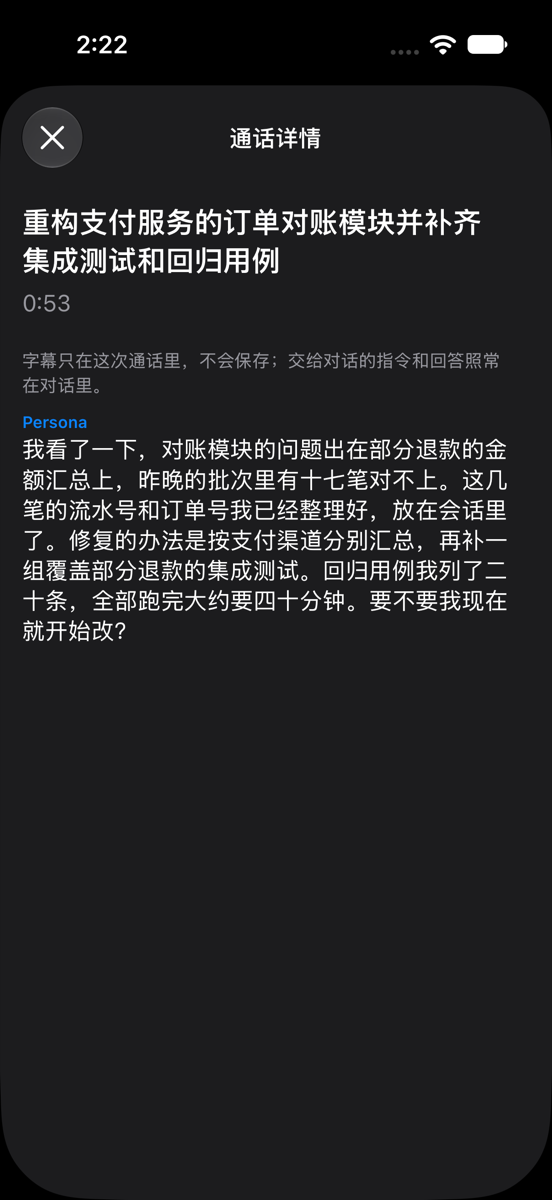 2:22
通话详情
重构支付服务的订单对账模块并补齐
集成测试和回归用例
0:53
字幕只在这次通话里，不会保存；交给对话的指令和回答照常
在对话里。
Persona
我看了一下，对账模块的问题出在部分退款的金
额汇总上，昨晚的批次里有十七笔对不上。这几
笔的流水号和订单号我已经整理好，放在会话里
了。修复的办法是按支付渠道分别汇总，再补一
组覆盖部分退款的集成测试。回归用例我列了二
十条，全部跑完大约要四十分钟。要不要我现在
就开始改？